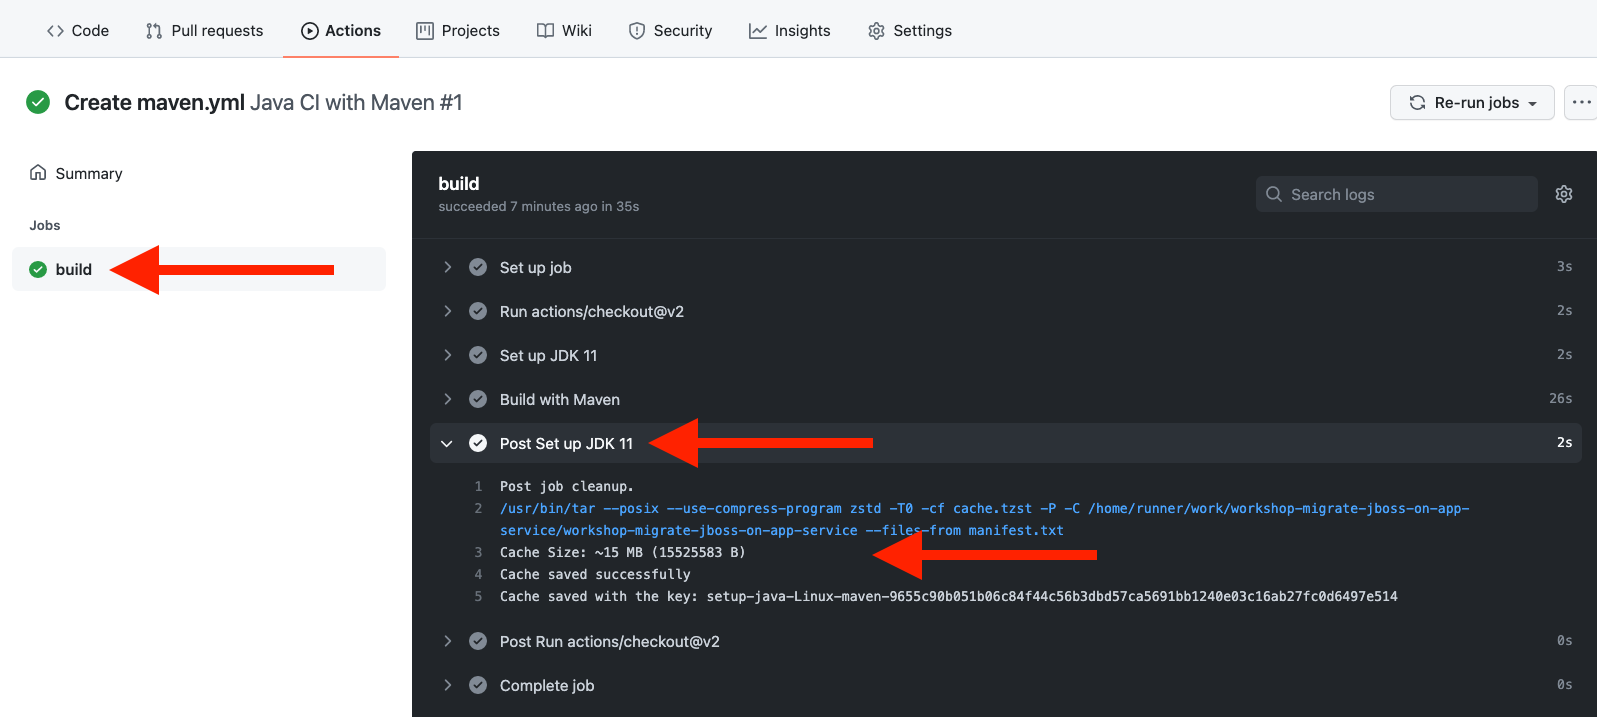 Code Pull requests Actions Projects Wiki Security Insights Settings
Create maven.yml Java CI with Maven #1
Re-run jobs
Summary
Jobs
build
build
succeeded 7 minutes ago in 35s
Search logs
Set up job 3s
Run actions/checkout@v2 2s
Set up JDK 11 2s
Build with Maven 26s
Post Set up JDK 11 2s
1 Post job cleanup.
2 /usr/bin/tar --posix --use-compress-program zstd -T0 -cf cache.tzst -P -C /home/runner/work/workshop-migrate-jboss-on-app-
service/workshop-migrate-jboss-on-app-service --files-from manifest.txt
3 Cache Size: ~15 MB (15525583 B)
4 Cache saved successfully
5 Cache saved with the key: setup-java-Linux-maven-9655c90b051b06c84f44c56b3dbd57ca5691bb1240e03c16ab27fc0d6497e514
Post Run actions/checkout@v2 0s
Complete job 0s